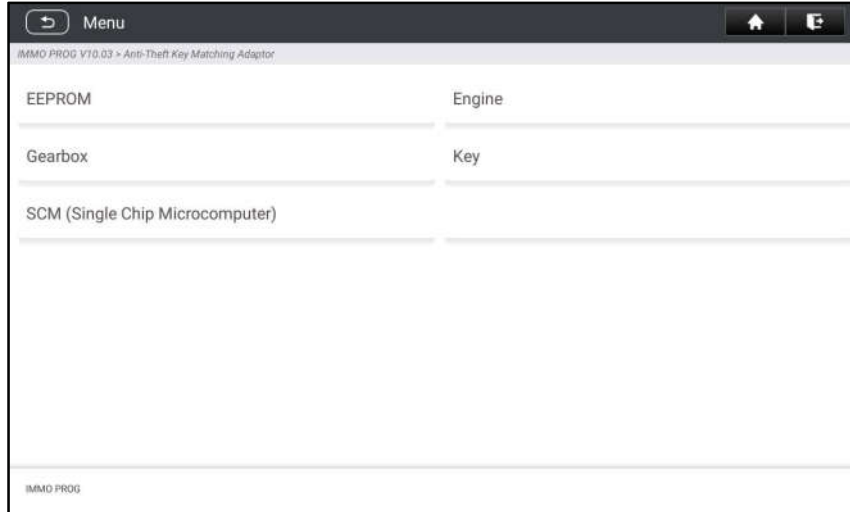 Menu
IMMO PROG V10.03 > Anti-Theft Key Matching Adaptor
EEPROM
Engine
Gearbox
Key
SCM (Single Chip Microcomputer)
IMMO PROG